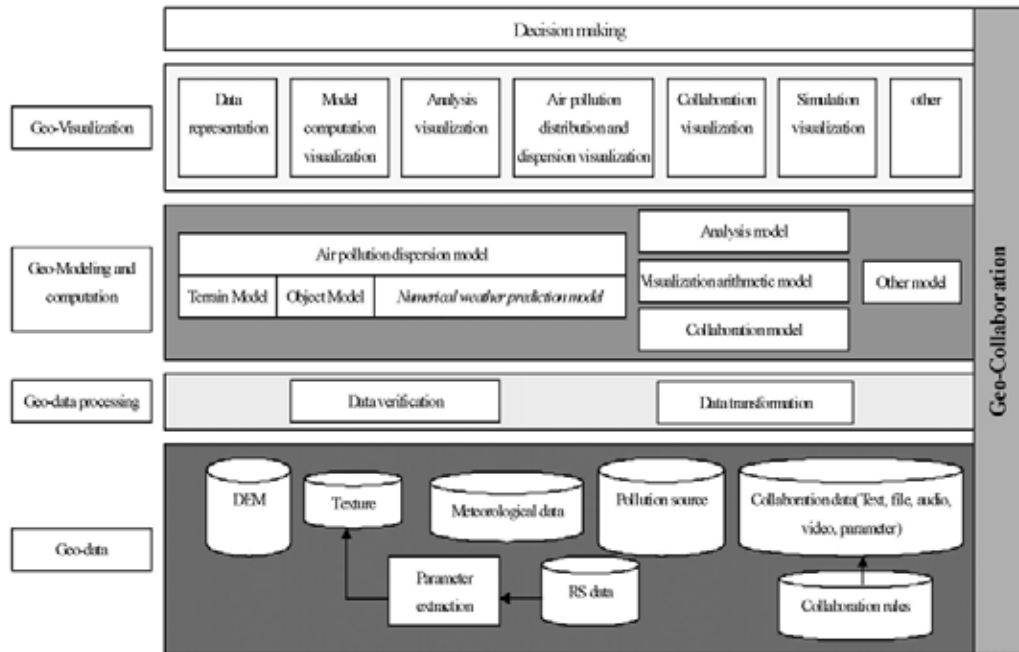 Decision making
Geo-Visualization
Data
representation
Model
computation
visualization
Analysis
visualization
Air pollution
distribution and
dispersion visualization
Collaboration
visualization
Simulation
visualization
other
Geo-Modeling and
computation
Air pollution dispersion model
Terrain Model
Object Model
Numerical weather prediction model
Analysis model
Visualization arithmetic model
Collaboration model
Other model
Geo-data processing
Data verification
Data transformation
Geo-data
DEM
Texture
Meteorological data
Pollution source
Collaboration data(Text, file, audio,
video, parameter)
Parameter
extraction
RS data
Collaboration rules
Geo-Collaboration